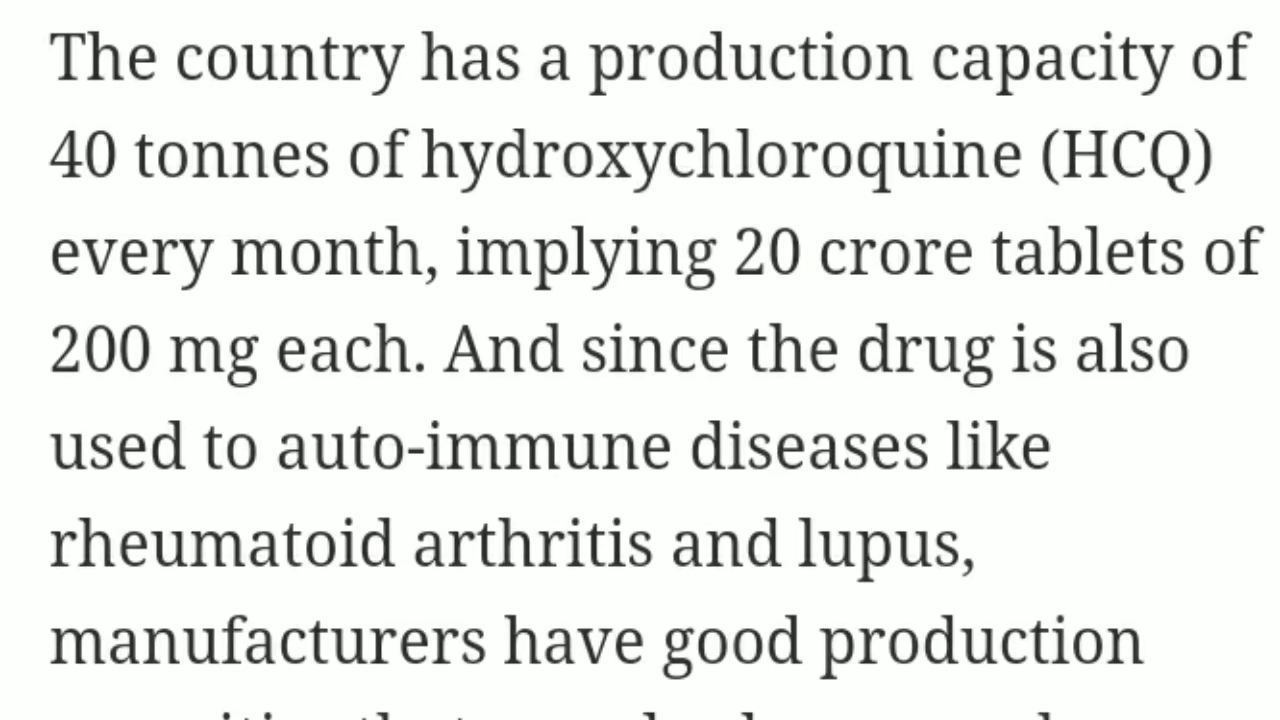 The country has a production capacity of
40 tonnes of hydroxychloroquine (HCQ)
every month, implying 20 crore tablets of
200 mg each. And since the drug is also
used to auto-immune diseases like
rheumatoid arthritis and lupus,
manufacturers have good production